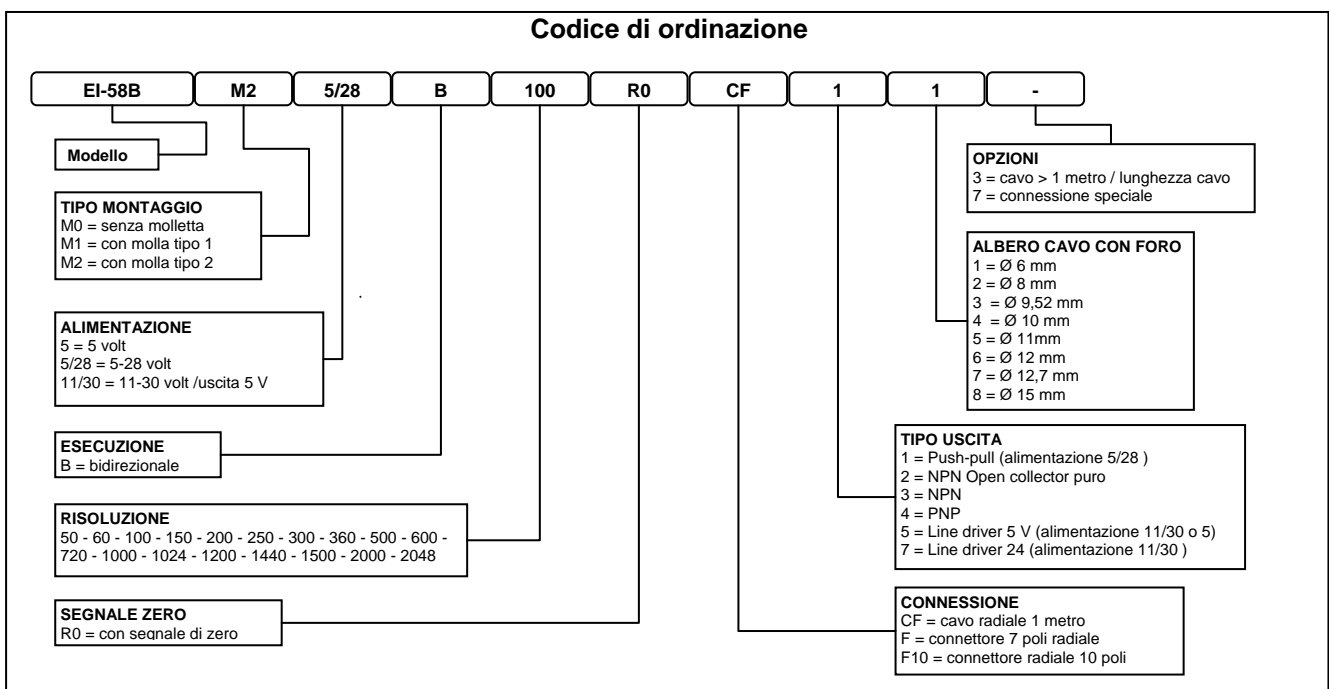 Codice di ordinazione
EI-58B M2 5/28 B 100 R0 CF 1 1 -
Modello
TIPO MONTAGGIO
M0 = senza molletta
M1 = con molla tipo 1
M2 = con molla tipo 2
ALIMENTAZIONE
5 = 5 volt
5/28 = 5-28 volt
11/30 = 11-30 volt /uscita 5 V
ESECUZIONE
B = bidirezionale
RISOLUZIONE
50 - 60 - 100 - 150 - 200 - 250 - 300 - 360 - 500 - 600 -
720 - 1000 - 1024 - 1200 - 1440 - 1500 - 2000 - 2048
SEGNALE ZERO
R0 = con segnale di zero
OPZIONI
3 = cavo > 1 metro / lunghezza cavo
7 = connessione speciale
ALBERO CAVO CON FORO
1 = Ø 6 mm
2 = Ø 8 mm
3 = Ø 9,52 mm
4 = Ø 10 mm
5 = Ø 11mm
6 = Ø 12 mm
7 = Ø 12,7 mm
8 = Ø 15 mm
TIPO USCITA
1 = Push-pull (alimentazione 5/28 )
2 = NPN Open collector puro
3 = NPN
4 = PNP
5 = Line driver 5 V (alimentazione 11/30 o 5)
7 = Line driver 24 (alimentazione 11/30 )
CONNESSIONE
CF = cavo radiale 1 metro
F = connettore 7 poli radiale
F10 = connettore radiale 10 poli